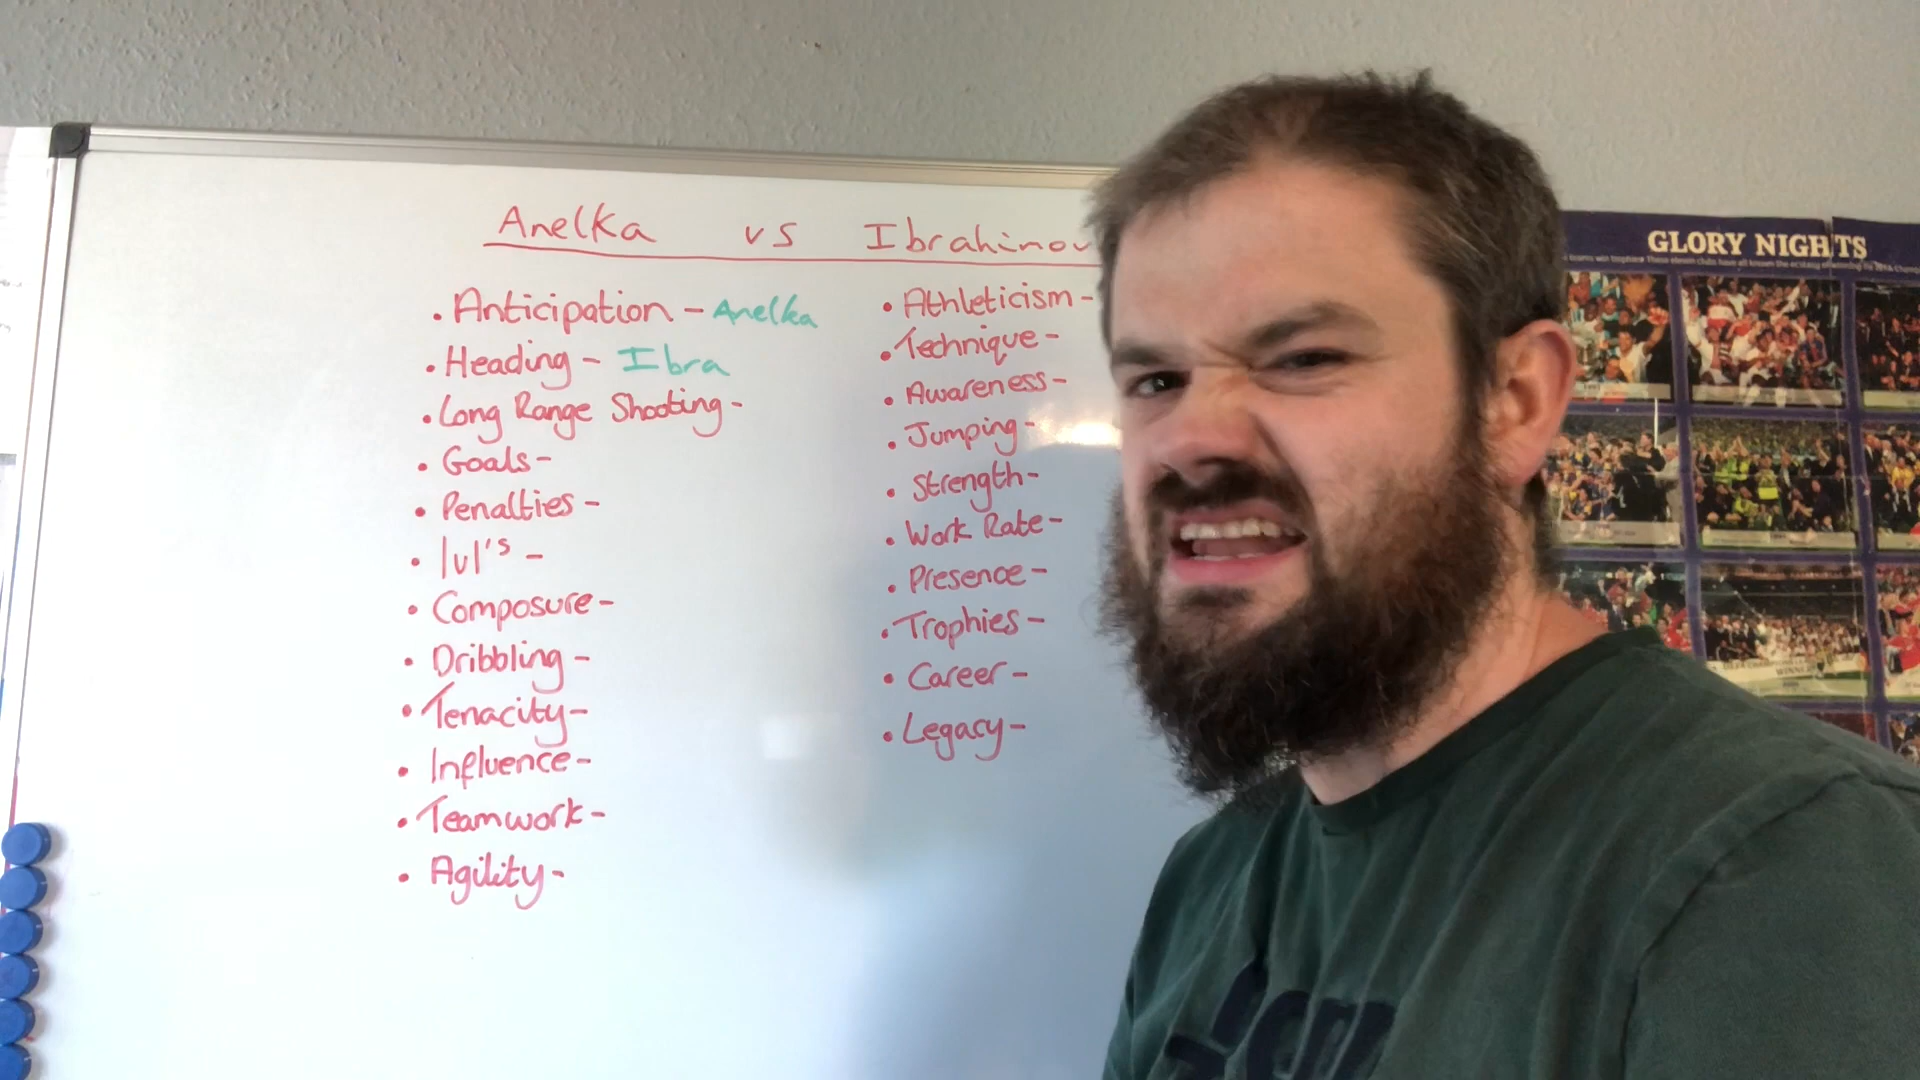 Anelka vs Ibrahimov
• Anticipation - Anelka
• Heading - Ibra
• Long Range Shooting -
• Goals -
• Penalties -
• 1v1's -
• Composure -
• Dribbling -
• Tenacity -
• Influence -
• Teamwork -
• Agility -
• Athleticism -
• Technique -
• Awareness -
• Jumping -
• Strength -
• Work Rate -
• Presence -
• Trophies -
• Career -
• Legacy -
GLORY NIGHTS